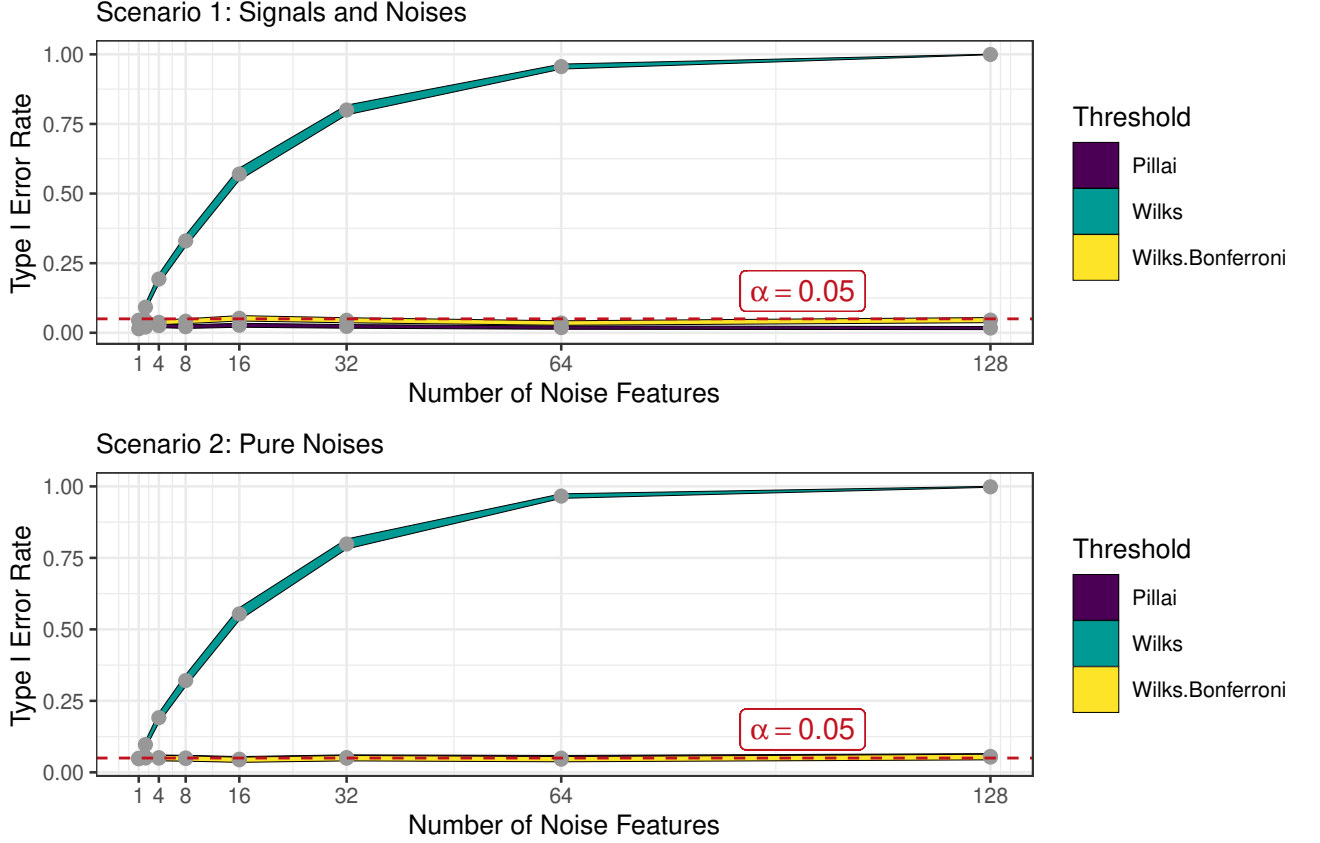 Scenario 1: Signals and Noises
Type I Error Rate
1.00
0.75
0.50
0.25
0.00
α = 0.05
1 4 8 16 32 64 128
Number of Noise Features
Threshold
Pillai
Wilks
Wilks.Bonferroni
Scenario 2: Pure Noises
Type I Error Rate
1.00
0.75
0.50
0.25
0.00
α = 0.05
1 4 8 16 32 64 128
Number of Noise Features
Threshold
Pillai
Wilks
Wilks.Bonferroni